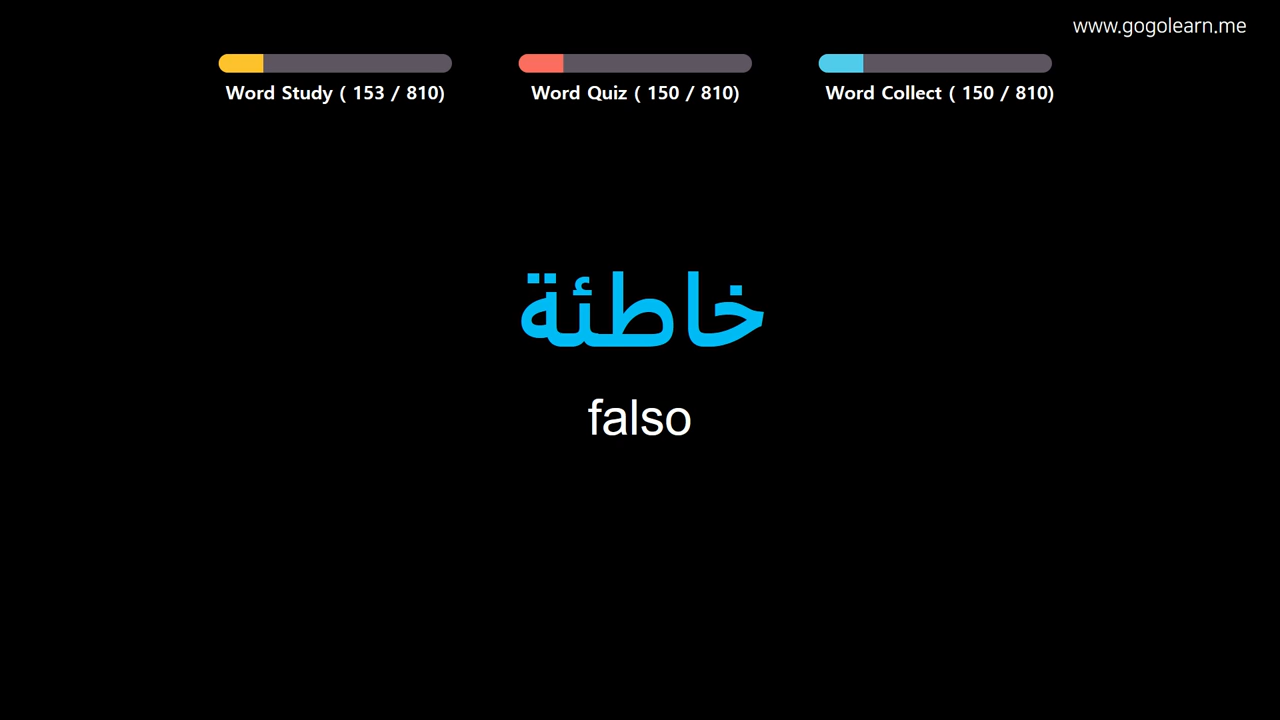 www.gogolearn.me
Word Study ( 153 / 810)
Word Quiz ( 150 / 810)
Word Collect ( 150 / 810)
خاطئة
falso